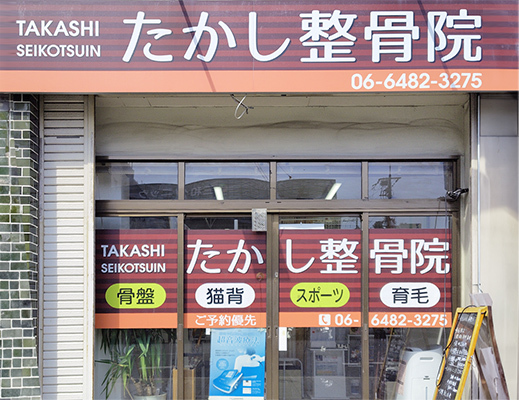 TAKASHI
SEIKOTSUIN
たかし整骨院
06-6482-3275
TAKASHI
SEIKOTSUIN
たかし整骨院
骨盤
猫背
スポーツ
育毛
ご予約優先
06-6482-3275